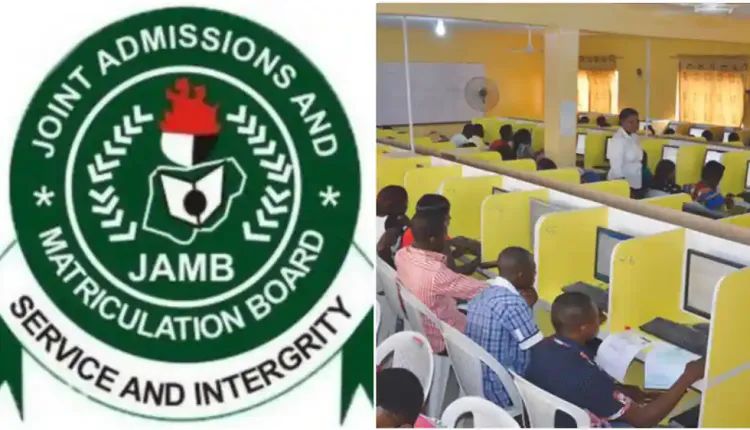 JOINT ADMISSIONS AND
MATRICULATION BOARD
JAMB
SERVICE AND INTERGRITY